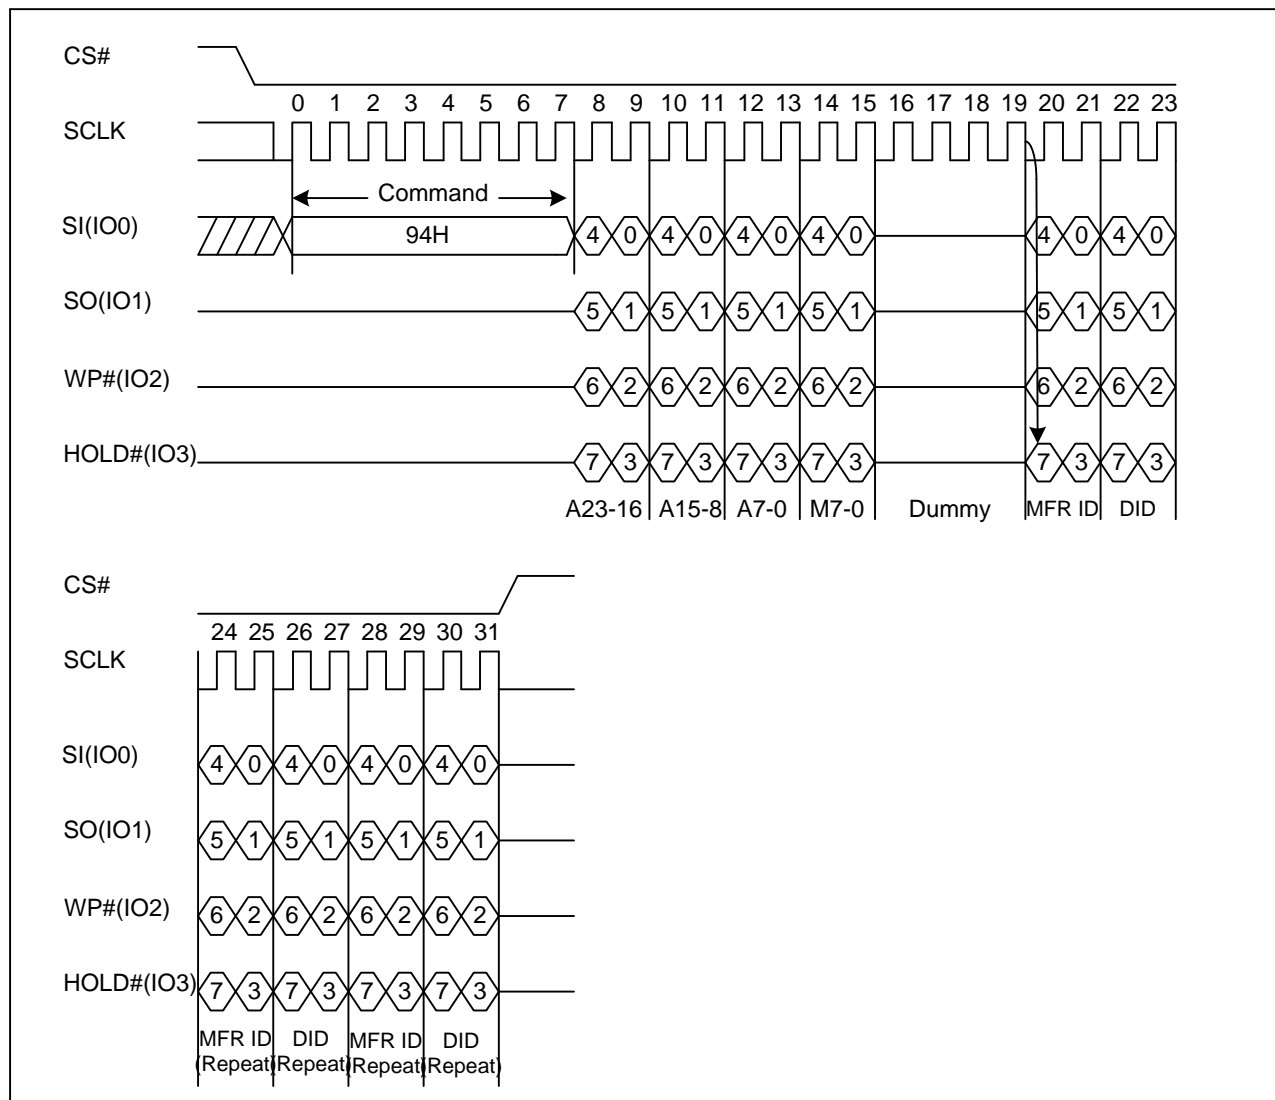 CS#
0 1 2 3 4 5 6 7 8 9 10 11 12 13 14 15 16 17 18 19 20 21 22 23
SCLK
Command
SI(IO0) 94H 4 0 4 0 4 0 4 0 4 0 4 0
SO(IO1) 5 1 5 1 5 1 5 1 5 1 5 1
WP#(IO2) 6 2 6 2 6 2 6 2 6 2 6 2
HOLD#(IO3) 7 3 7 3 7 3 7 3 7 3 7 3
A23-16 A15-8 A7-0 M7-0 Dummy MFR ID DID
CS#
24 25 26 27 28 29 30 31
SCLK
SI(IO0) 4 0 4 0 4 0 4 0
SO(IO1) 5 1 5 1 5 1 5 1
WP#(IO2) 6 2 6 2 6 2 6 2
HOLD#(IO3) 7 3 7 3 7 3 7 3
MFR ID DID MFR ID DID
(Repeat) (Repeat) (Repeat) (Repeat)